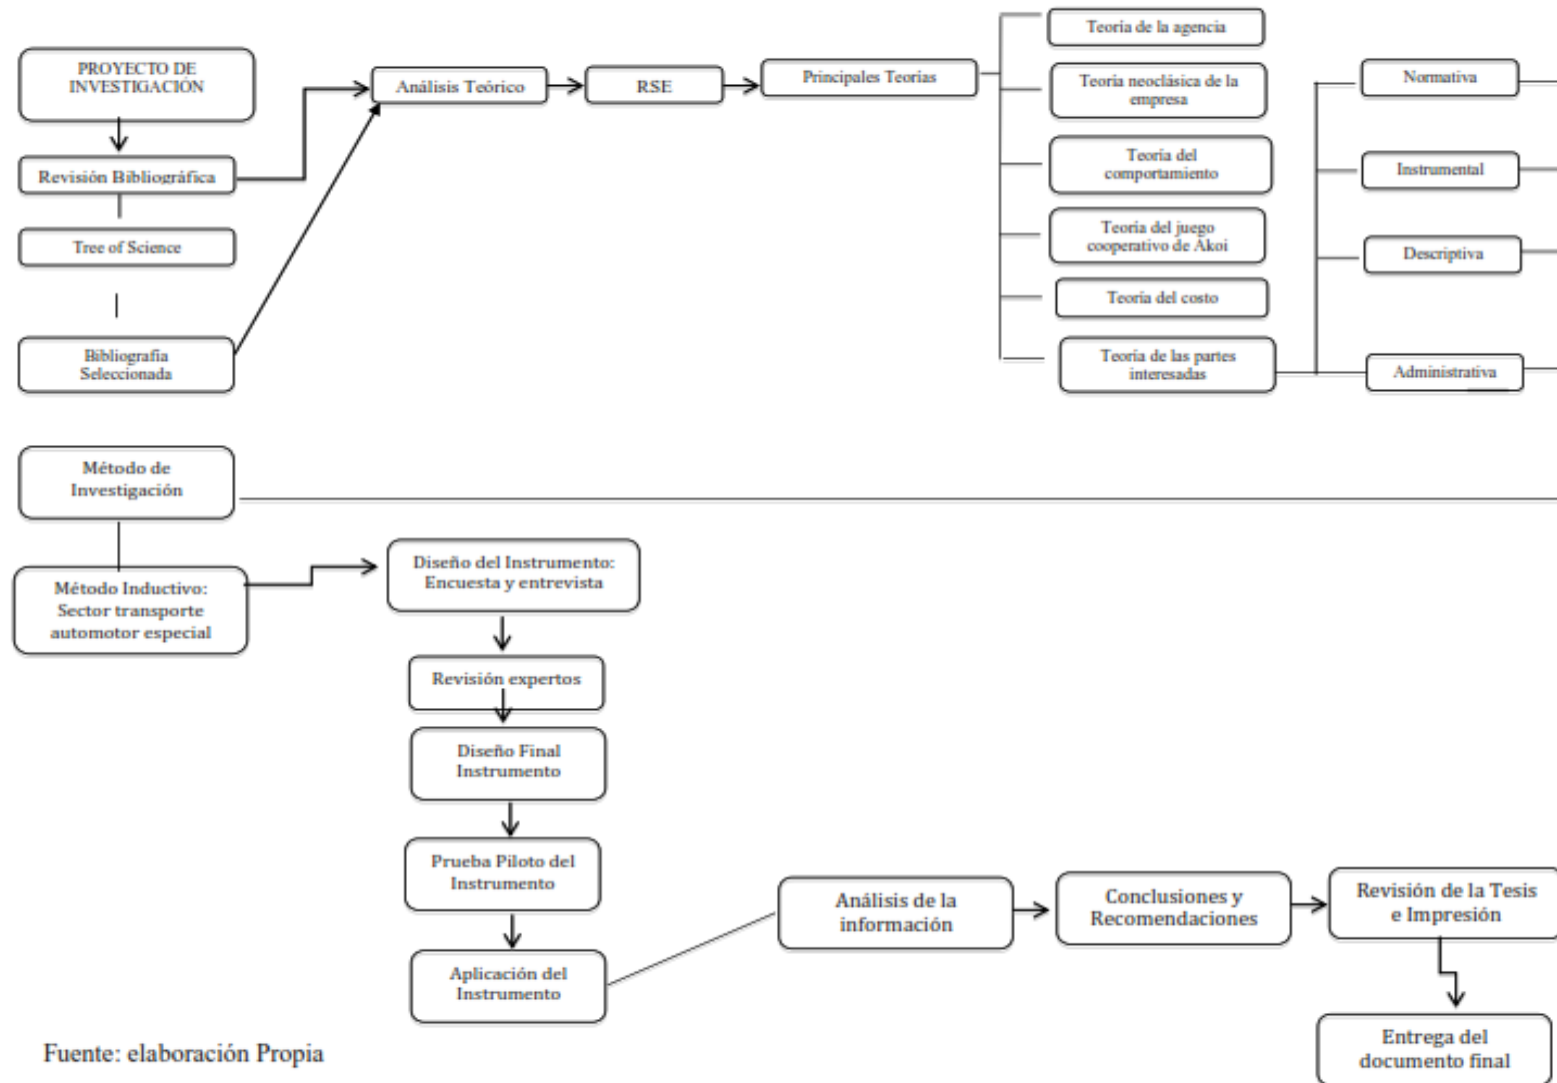 PROYECTO DE
INVESTIGACIÓN
Revisión Bibliográfica
Tree of Science
Bibliografía
Seleccionada
Análisis Teórico
RSE
Principales Teorías
Teoría de la agencia
Teoría neoclásica de la
empresa
Teoría del
comportamiento
Teoría del juego
cooperativo de Akoi
Teoría del costo
Teoría de las partes
interesadas
Normativa
Instrumental
Descriptiva
Administrativa
Método de
Investigación
Método Inductivo:
Sector transporte
automotor especial
Diseño del Instrumento:
Encuesta y entrevista
Revisión expertos
Diseño Final
Instrumento
Prueba Piloto del
Instrumento
Aplicación del
Instrumento
Análisis de la
información
Conclusiones y
Recomendaciones
Revisión de la Tesis
e Impresión
Entrega del
documento final
Fuente: elaboración Propia